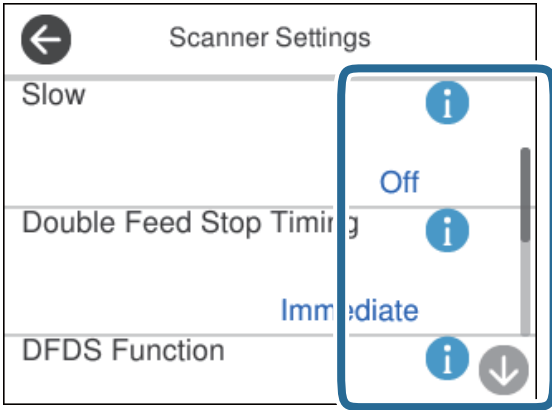 Scanner Settings
Slow
i
Off
Double Feed Stop Timing
i
Immediate
DFDS Function
i